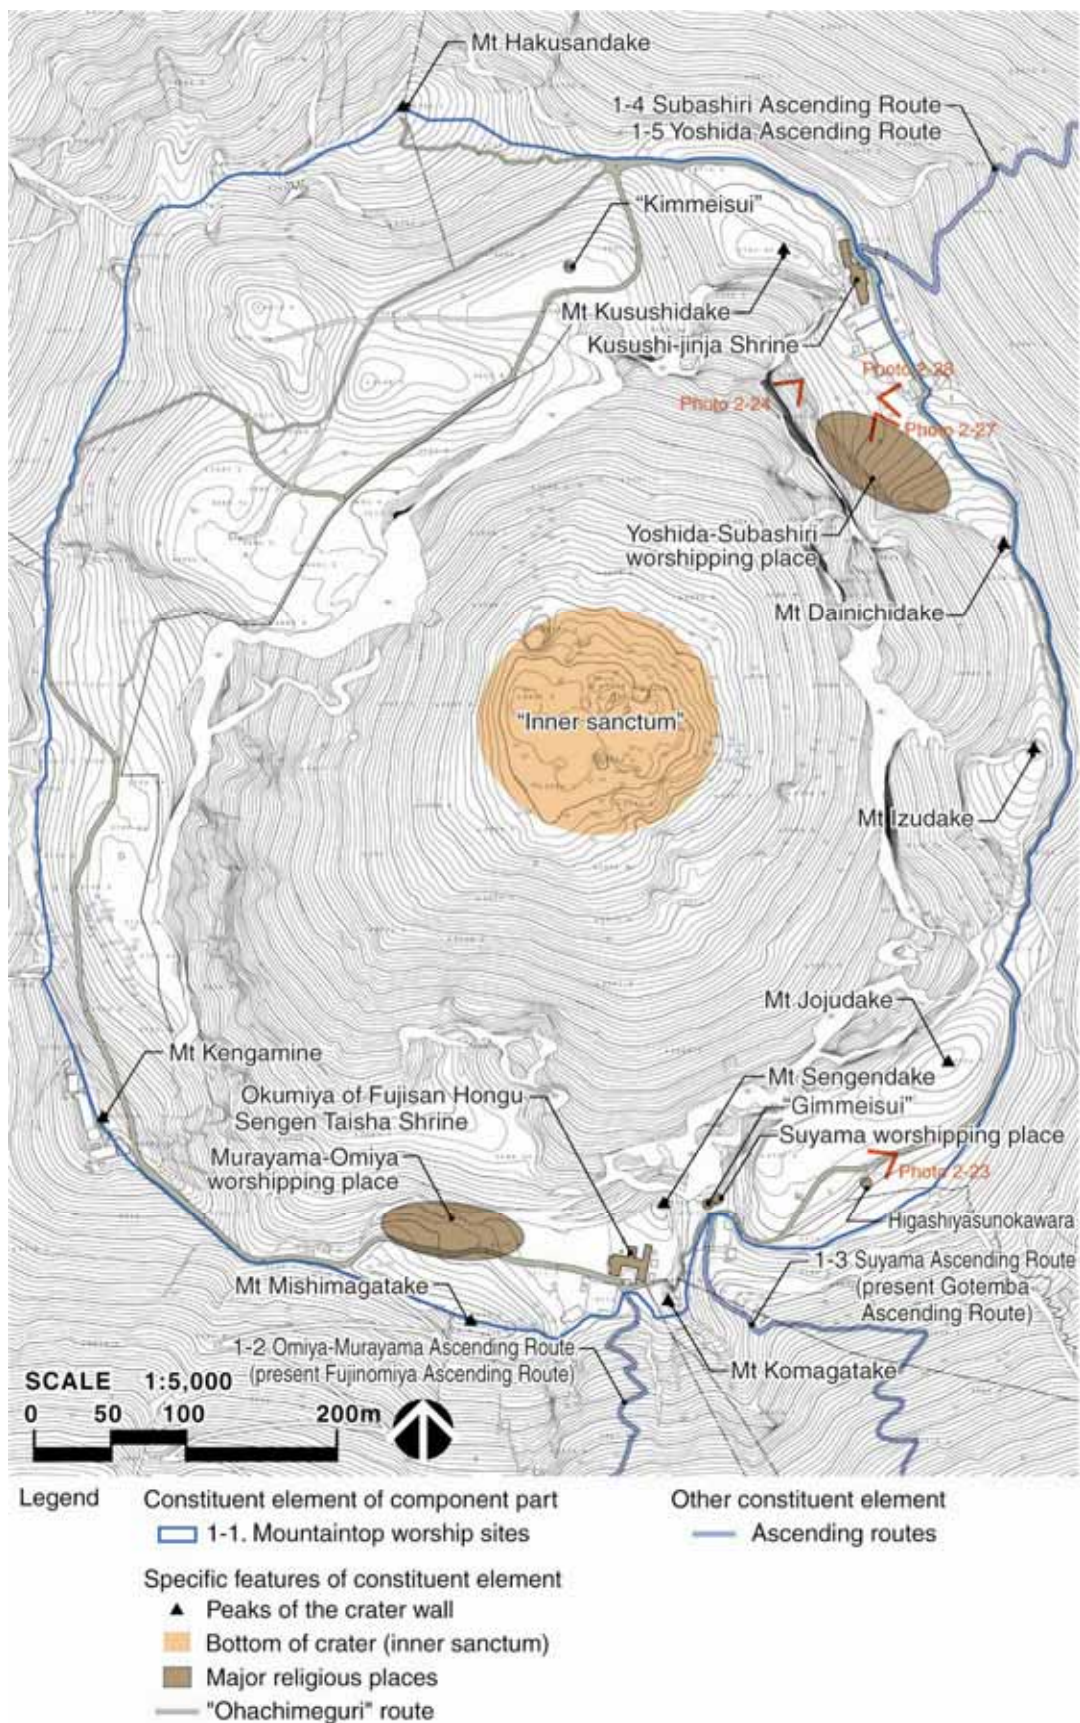 Mt Hakusandake
1-4 Subashiri Ascending Route
1-5 Yoshida Ascending Route
“Kimmeisui”
Mt Kusushidake
Kusushi-jinja Shrine
Photo 2-28
Photo 2-24
Photo 2-27
Yoshida-Subashiri
worshipping place
Mt Dainichidake
“Inner sanctum”
Mt Izudake
Mt Jojudake
Mt Kengamine
Mt Sengendake
Okumiya of Fujisan Hongu
Sengen Taisha Shrine
“Gimmeisui”
Suyama worshipping place
Murayama-Omiya
worshipping place
Photo 2-23
Higashiyasunokawara
Mt Mishimagatake
1-3 Suyama Ascending Route
(present Gotemba
Ascending Route)
1-2 Omiya-Murayama Ascending Route
(present Fujinomiya Ascending Route)
Mt Komagatake
SCALE 1:5,000
0 50 100 200m
Legend
Constituent element of component part
1-1. Mountaintop worship sites
Other constituent element
Ascending routes
Specific features of constituent element
Peaks of the crater wall
Bottom of crater (inner sanctum)
Major religious places
"Ohachimeguri" route